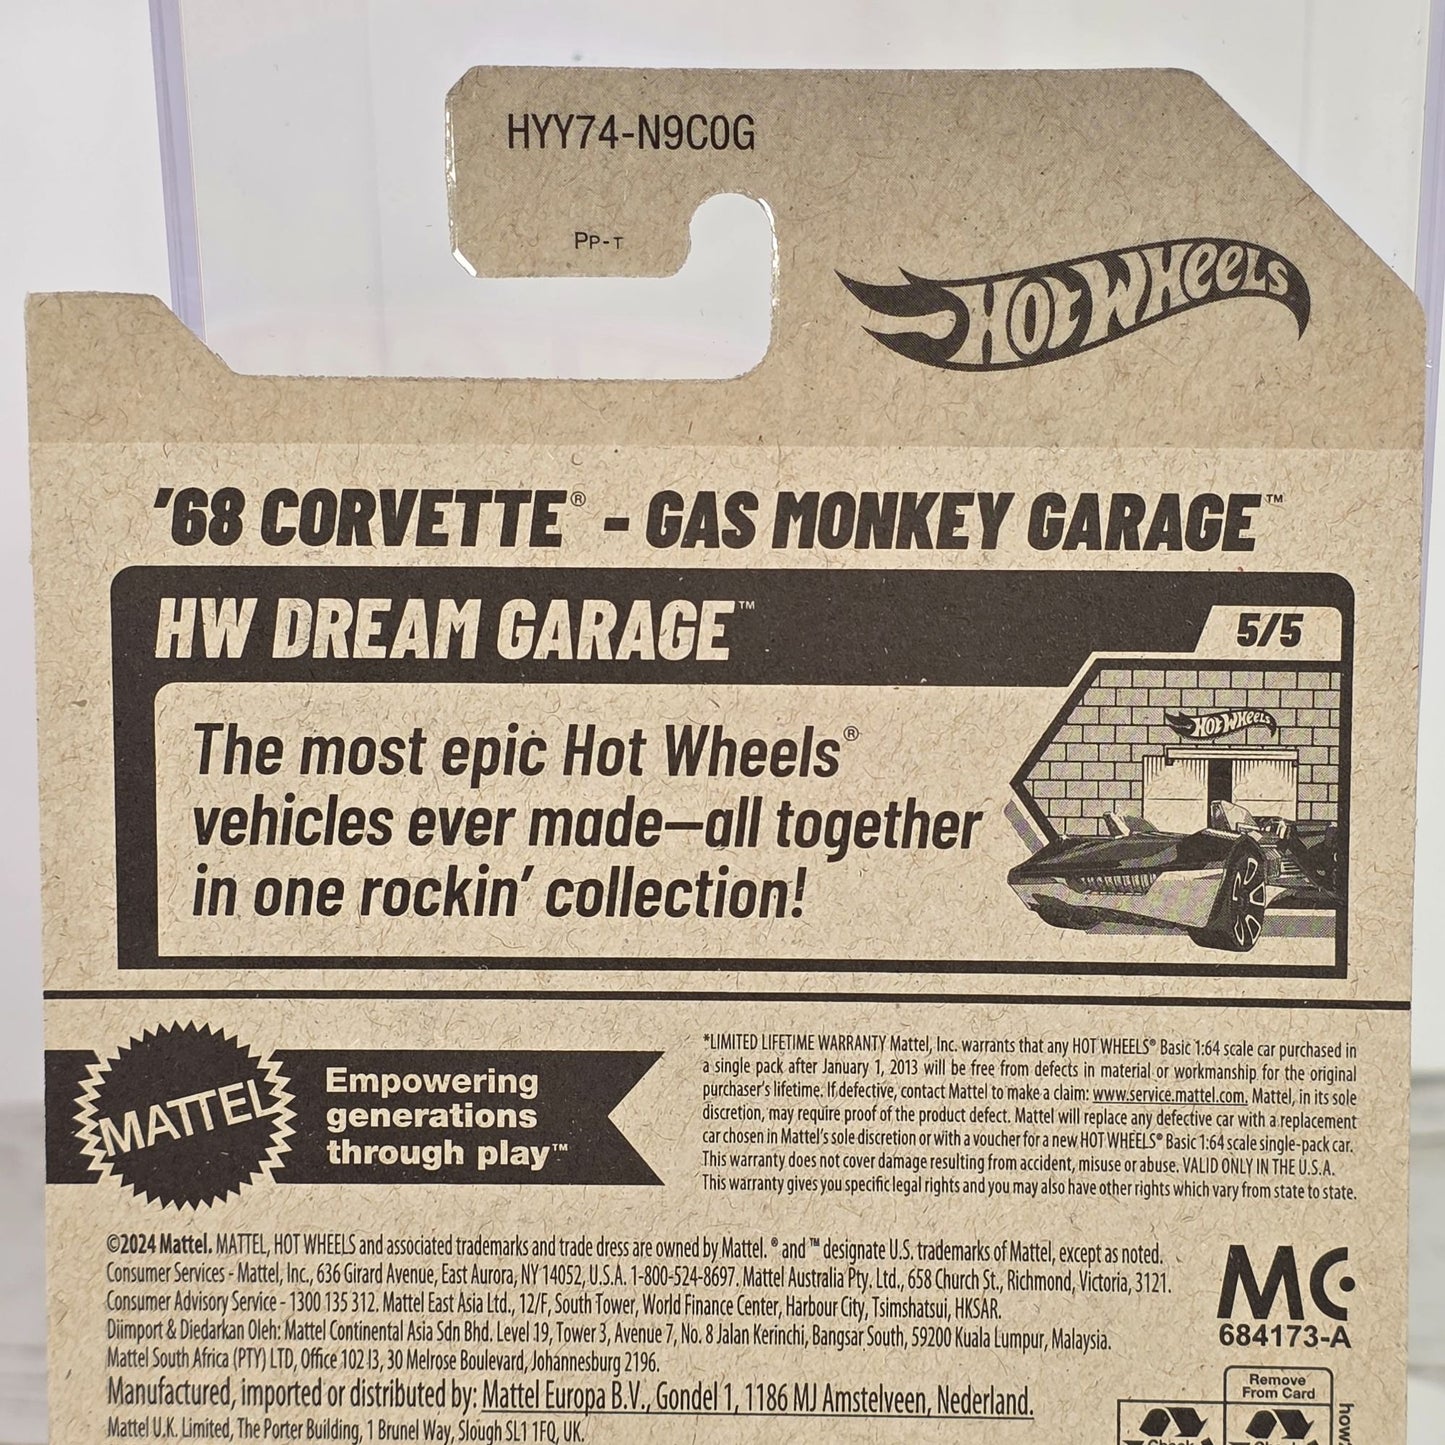 HYY74-N9C0G
PP-T
HOT WHEELS
'68 CORVETTE® - GAS MONKEY GARAGE™
HW DREAM GARAGE™
5/5
HOT WHEELS
The most epic Hot Wheels®
vehicles ever made—all together
in one rockin' collection!
MATTEL
Empowering
generations
through play™
*LIMITED LIFETIME WARRANTY Mattel, Inc. warrants that any HOT WHEELS® Basic 1:64 scale car purchased in
a single pack after January 1, 2013 will be free from defects in material or workmanship for the original
purchaser's lifetime. If defective, contact Mattel to make a claim: www.service.mattel.com. Mattel, in its sole
discretion, may require proof of the product defect. Mattel will replace any defective car with a replacement
car chosen in Mattel's sole discretion or with a voucher for a new HOT WHEELS® Basic 1:64 scale single-pack car.
This warranty does not cover damage resulting from accident, misuse or abuse. VALID ONLY IN THE U.S.A.
This warranty gives you specific legal rights and you may also have other rights which vary from state to state.
©2024 Mattel. MATTEL, HOT WHEELS and associated trademarks and trade dress are owned by Mattel. ® and ™ designate U.S. trademarks of Mattel, except as noted.
Consumer Services - Mattel, Inc., 636 Girard Avenue, East Aurora, NY 14052, U.S.A. 1-800-524-8697. Mattel Australia Pty. Ltd., 658 Church St., Richmond, Victoria, 3121.
Consumer Advisory Service - 1300 135 312. Mattel East Asia Ltd., 12/F, South Tower, World Finance Center, Harbour City, Tsimshatsui, HKSAR.
Diimport & Diedarkan Oleh: Mattel Continental Asia Sdn Bhd. Level 19, Tower 3, Avenue 7, No. 8 Jalan Kerinchi, Bangsar South, 59200 Kuala Lumpur, Malaysia.
Mattel South Africa (PTY) LTD, Office 102 I3, 30 Melrose Boulevard, Johannesburg 2196.
Manufactured, imported or distributed by: Mattel Europa B.V., Gondel 1, 1186 MJ Amstelveen, Nederland.
Mattel U.K. Limited, The Porter Building, 1 Brunel Way, Slough SL1 1FQ, UK.
MC
684173-A
Remove
From Card